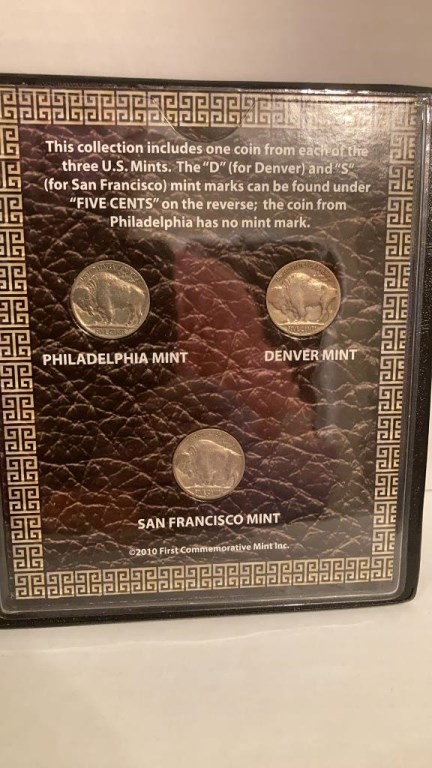 This collection includes one coin from each of the
three U.S. Mints. The "D" (for Denver) and "S"
(for San Francisco) mint marks can be found under
"FIVE CENTS" on the reverse; the coin from
Philadelphia has no mint mark.
PHILADELPHIA MINT
DENVER MINT
SAN FRANCISCO MINT
©2010 First Commemorative Mint Inc.